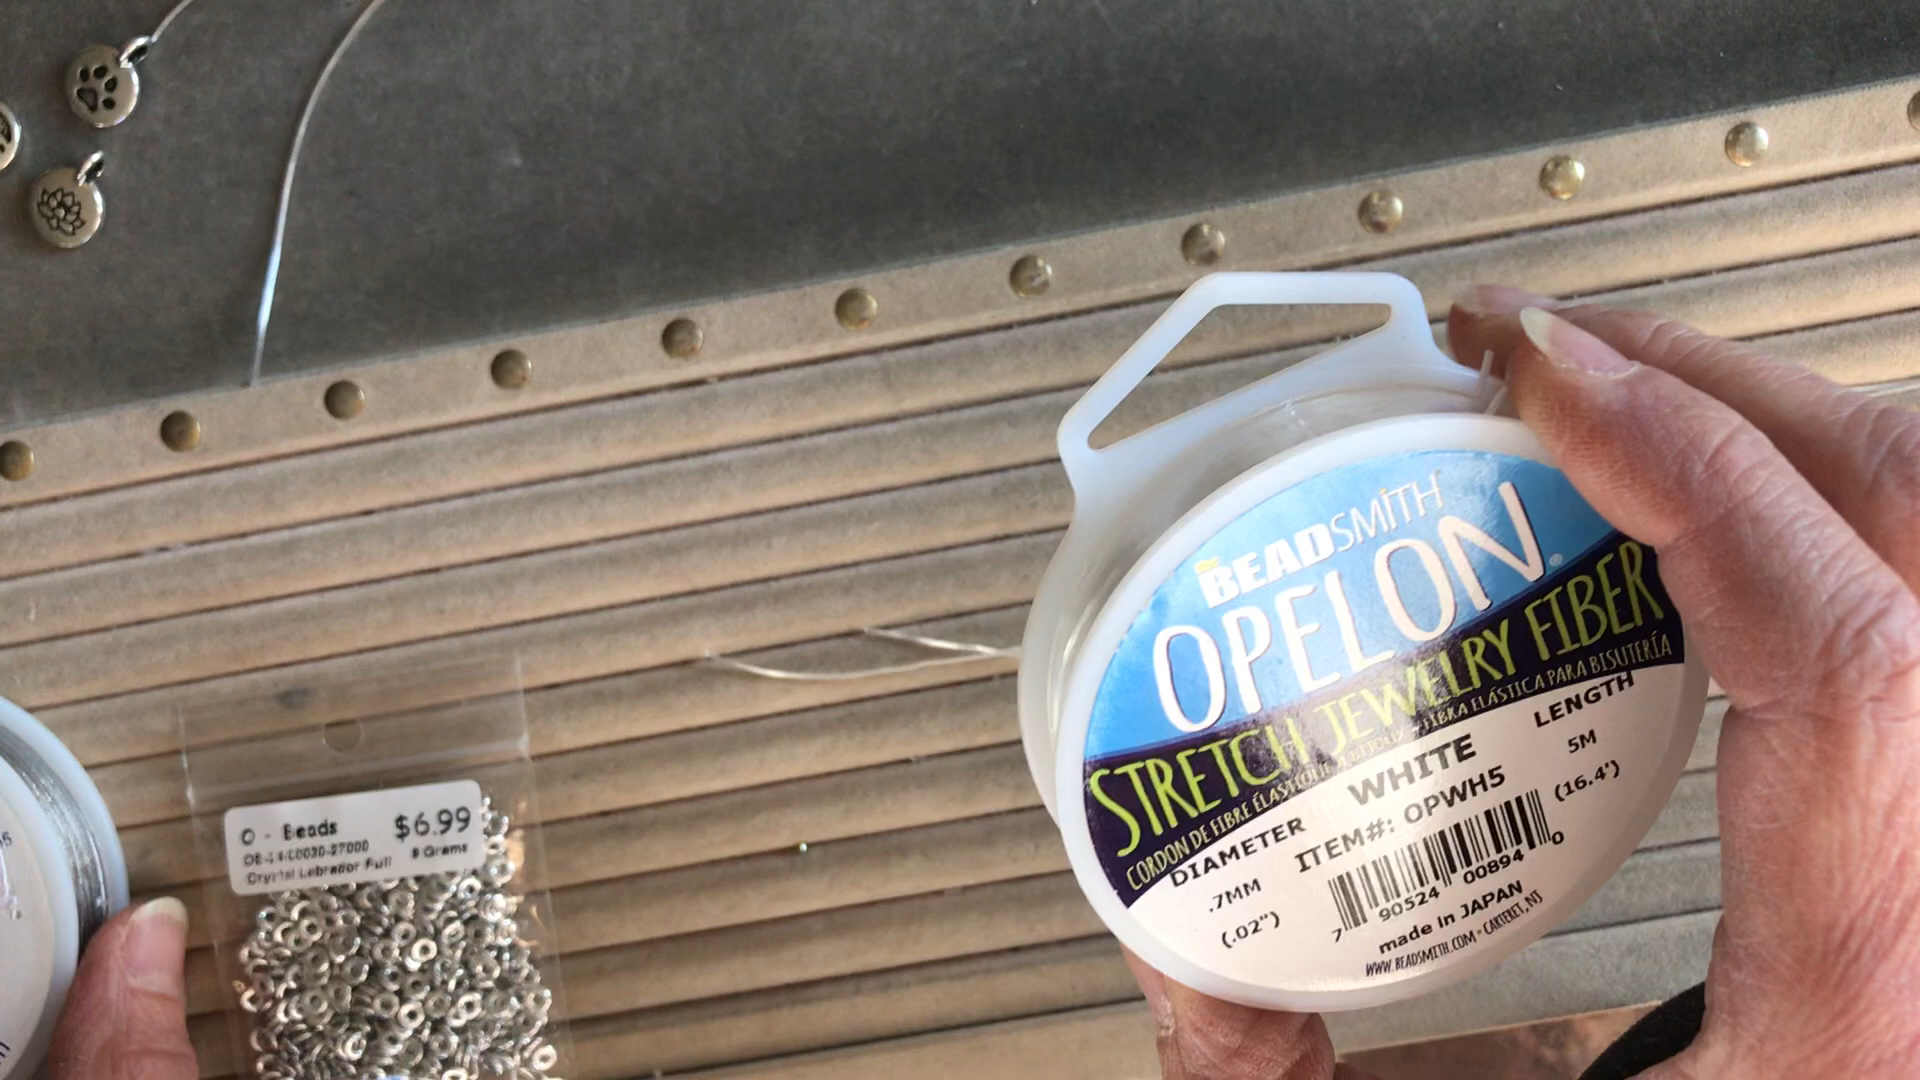 the BEADSMITH
OPELON®
STRETCH JEWELRY FIBER
CORDON DE FIBRE ÉLASTIQUE À BIJOUX - FIBRA ELÁSTICA PARA BISUTERÍA
WHITE
ITEM#: OPWH5
LENGTH
5M
(16.4')
DIAMETER
.7MM
(.02")
7 90524 00894 0
made in JAPAN
WWW.BEADSMITH.COM - CARTERET, NJ
O - Beads
$6.99
8 Grams
Crystal Labrador Full